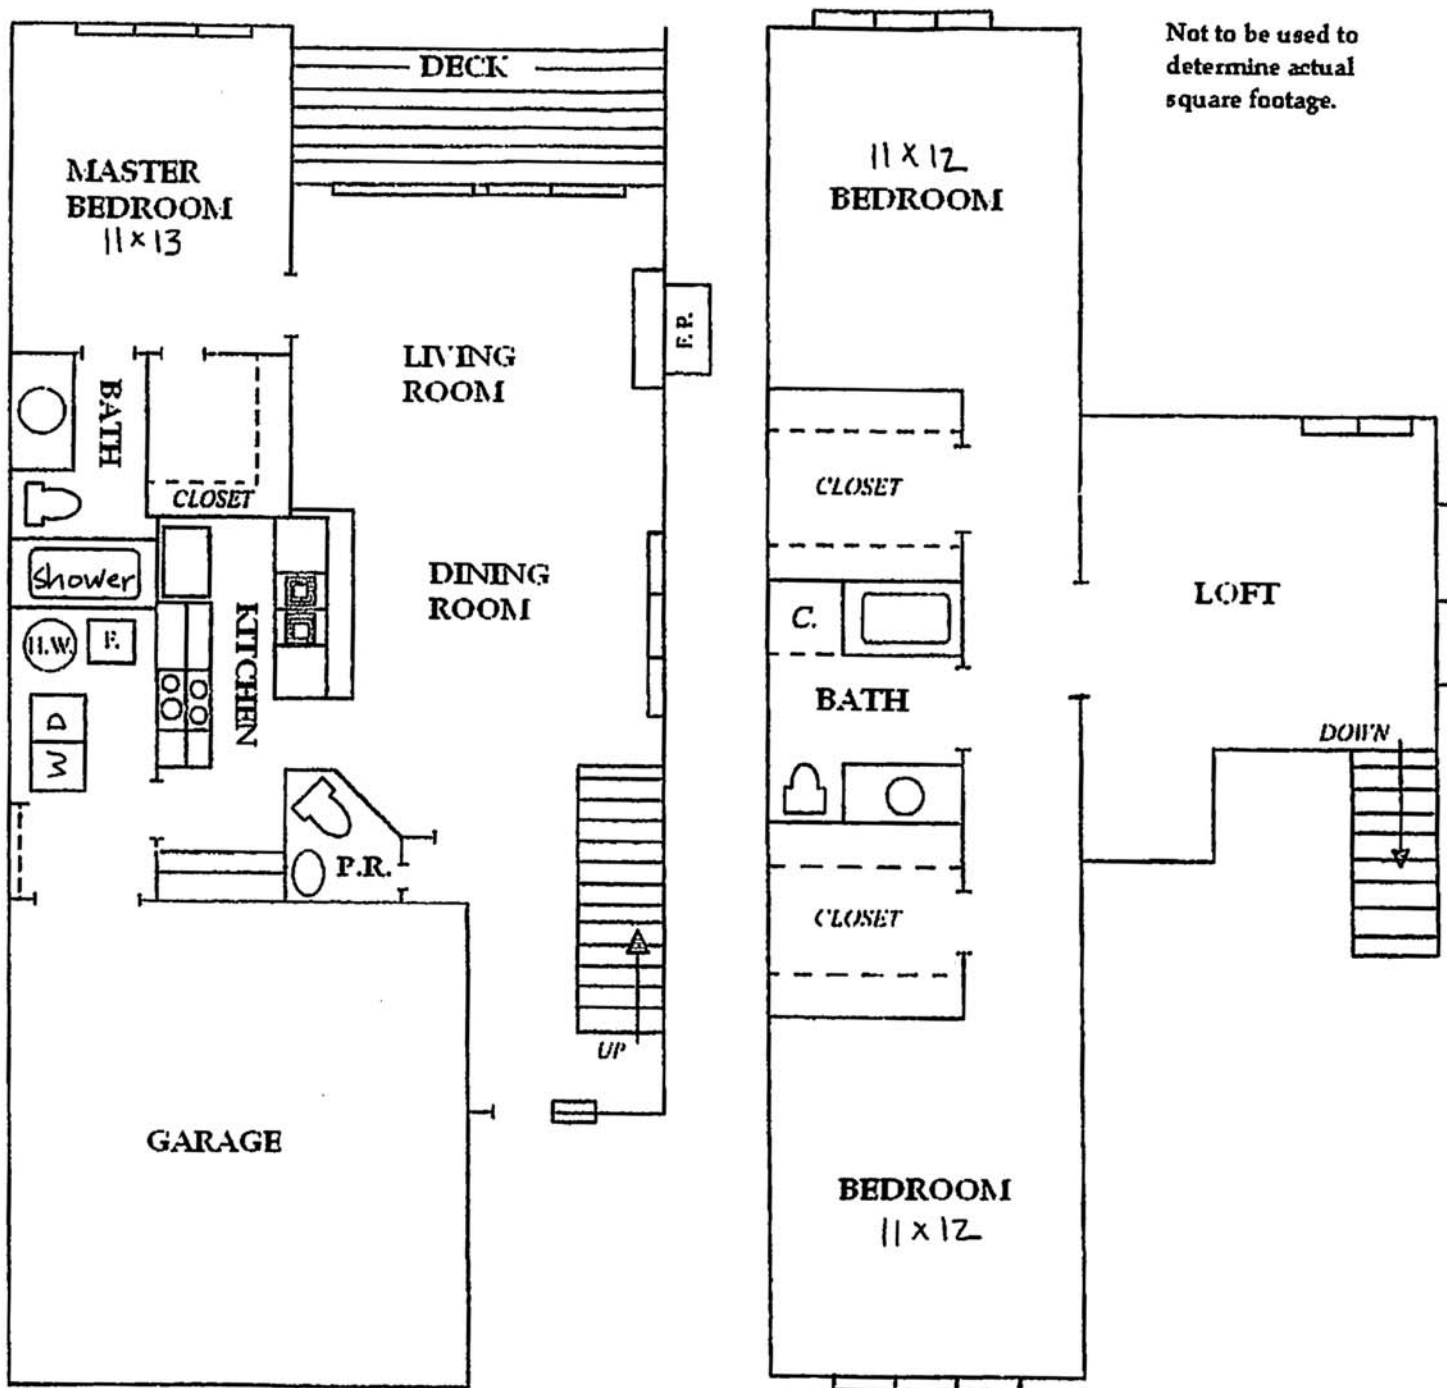 DECK
MASTER
BEDROOM
11 X 13
LIVING
ROOM
F.P.
BATH
CLOSET
Shower
DINING
ROOM
KITCHEN
H.W.
F.
D
W
P.R.
UP
GARAGE
Not to be used to
determine actual
square footage.
11 X 12
BEDROOM
CLOSET
C.
LOFT
BATH
DOWN
CLOSET
BEDROOM
11 X 12